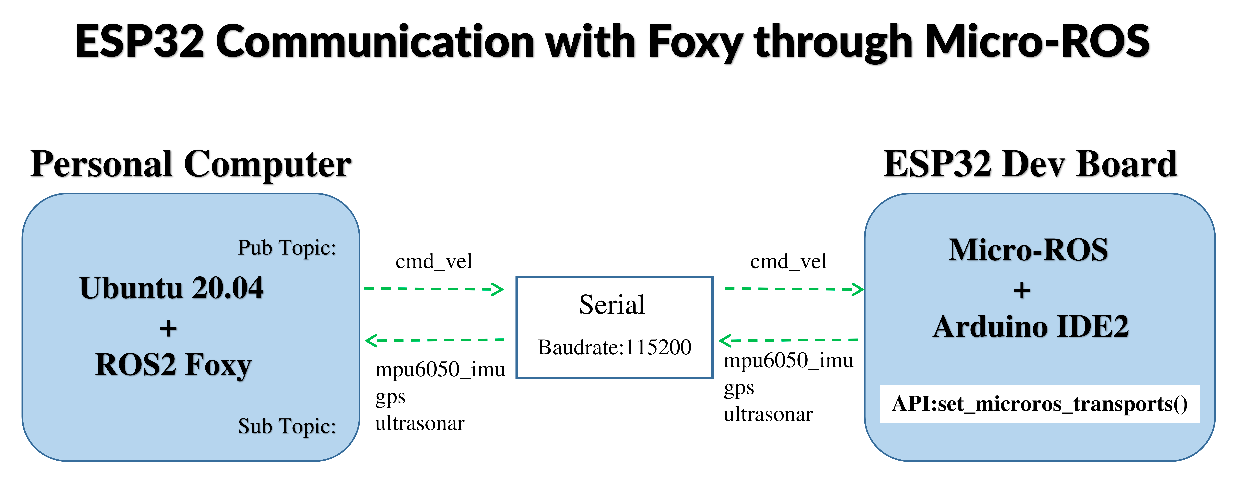 ESP32 Communication with Foxy through Micro-ROS
Personal Computer
Pub Topic:
Ubuntu 20.04
+
ROS2 Foxy
Sub Topic:
cmd_vel
mpu6050_imu
gps
ultrasonar
Serial
Baudrate:115200
cmd_vel
mpu6050_imu
gps
ultrasonar
ESP32 Dev Board
Micro-ROS
+
Arduino IDE2
API:set_microros_transports()